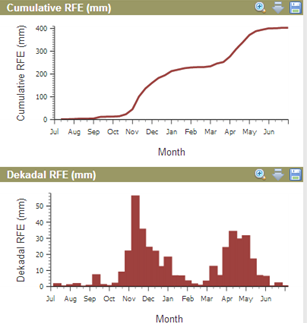 Cumulative RFE (mm)
Cumulative RFE (mm)
400
300
200
100
0
Jul Aug Sep Oct Nov Dec Jan Feb Mar Apr May Jun
Month
Dekadal RFE (mm)
Dekadal RFE (mm)
50
40
30
20
10
0
Jul Aug Sep Oct Nov Dec Jan Feb Mar Apr May Jun
Month